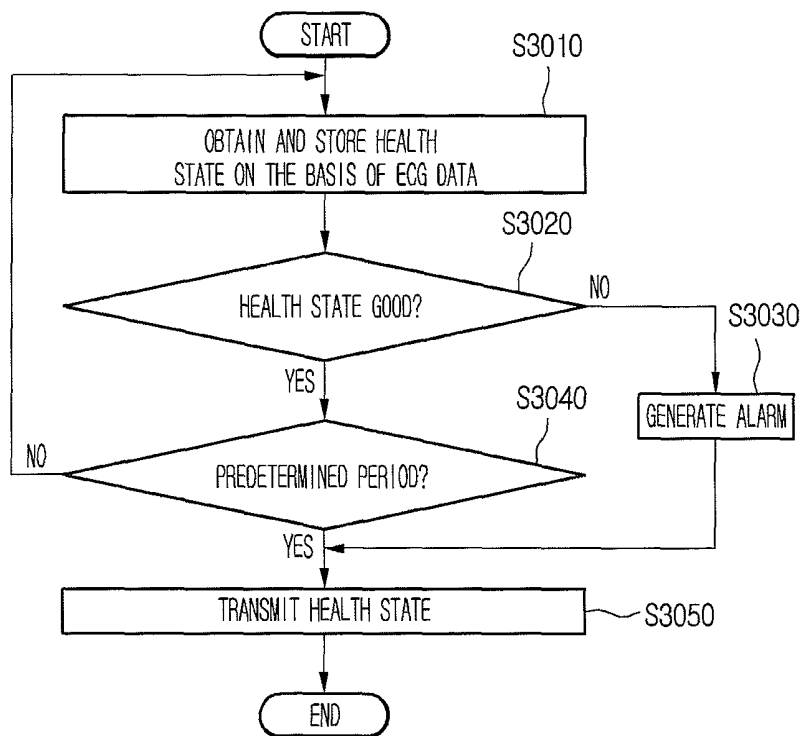 START
S3010
OBTAIN AND STORE HEALTH
STATE ON THE BASIS OF ECG DATA
S3020
HEALTH STATE GOOD?
NO
S3030
YES
GENERATE ALARM
S3040
NO
PREDETERMINED PERIOD?
YES
TRANSMIT HEALTH STATE
S3050
END